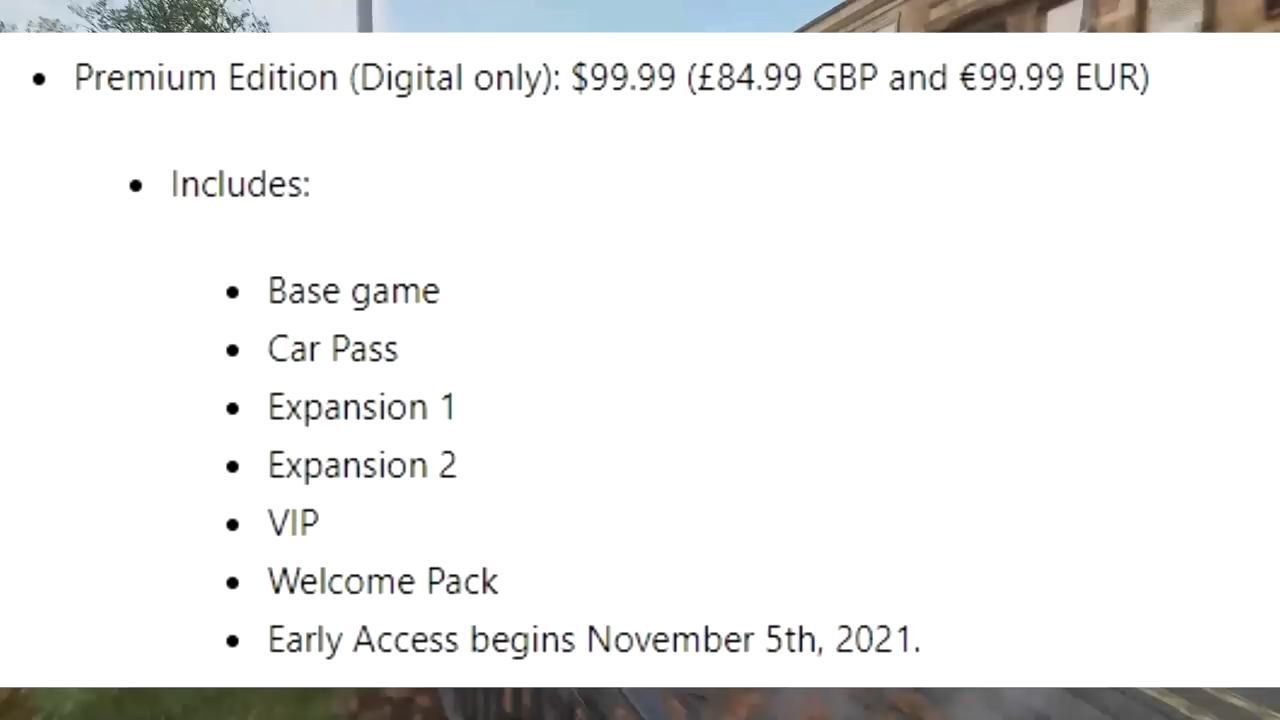 Premium Edition (Digital only): $99.99 (£84.99 GBP and €99.99 EUR)
Includes:
Base game
Car Pass
Expansion 1
Expansion 2
VIP
Welcome Pack
Early Access begins November 5th, 2021.